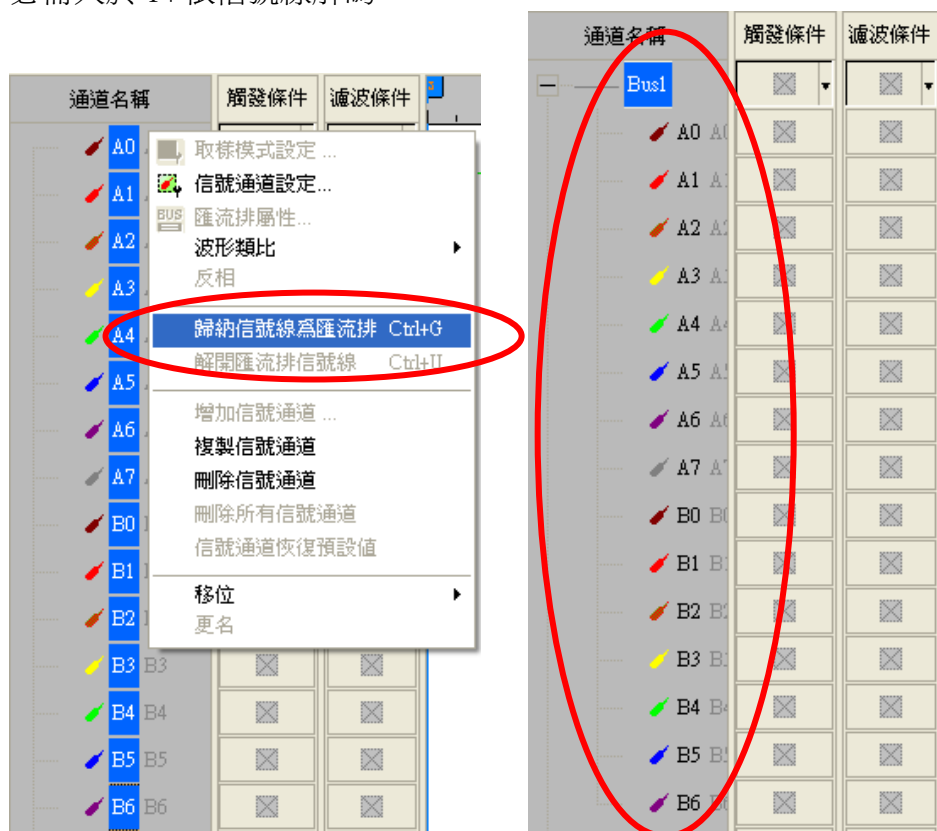 根信號線解碼
通道名稱 觸發條件 濾波條件
A0
A1
A2
A3
A4
A5
A6
A7
B0
B1
B2
B3 B3
B4 B4
B5 B5
B6 B6
取樣模式設定 ...
信號通道設定...
BUS 匯流排屬性...
波形類比
反相
歸納信號線為匯流排 Ctrl+G
解開匯流排信號線 Ctrl+U
增加信號通道 ...
複製信號通道
刪除信號通道
刪除所有信號通道
信號通道恢復預設值
移位
更名
通道名稱 觸發條件 濾波條件
Bus1
A0
A1
A2
A3
A4
A5
A6
A7
B0
B1
B2
B3
B4
B5
B6